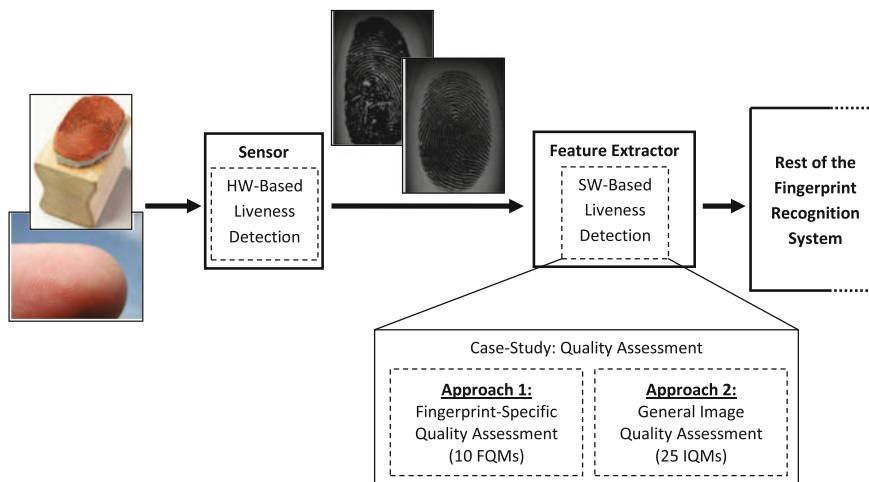 Sensor
HW-Based
Liveness
Detection
Feature Extractor
SW-Based
Liveness
Detection
Rest of the
Fingerprint
Recognition
System
Case-Study: Quality Assessment
Approach 1:
Fingerprint-Specific
Quality Assessment
(10 FQMs)
Approach 2:
General Image
Quality Assessment
(25 IQMs)